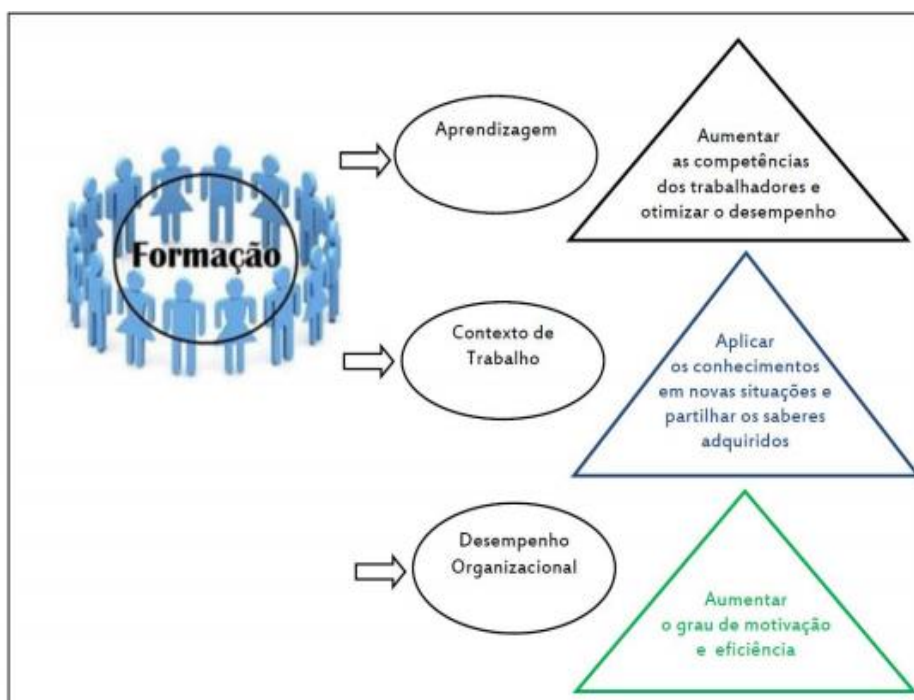 Formação
Aprendizagem
Aumentar
as competências
dos trabalhadores e
otimizar o desempenho
Contexto de
Trabalho
Aplicar
os conhecimentos
em novas situações e
partilhar os saberes
adquiridos
Desempenho
Organizacional
Aumentar
o grau de motivação
e eficiência